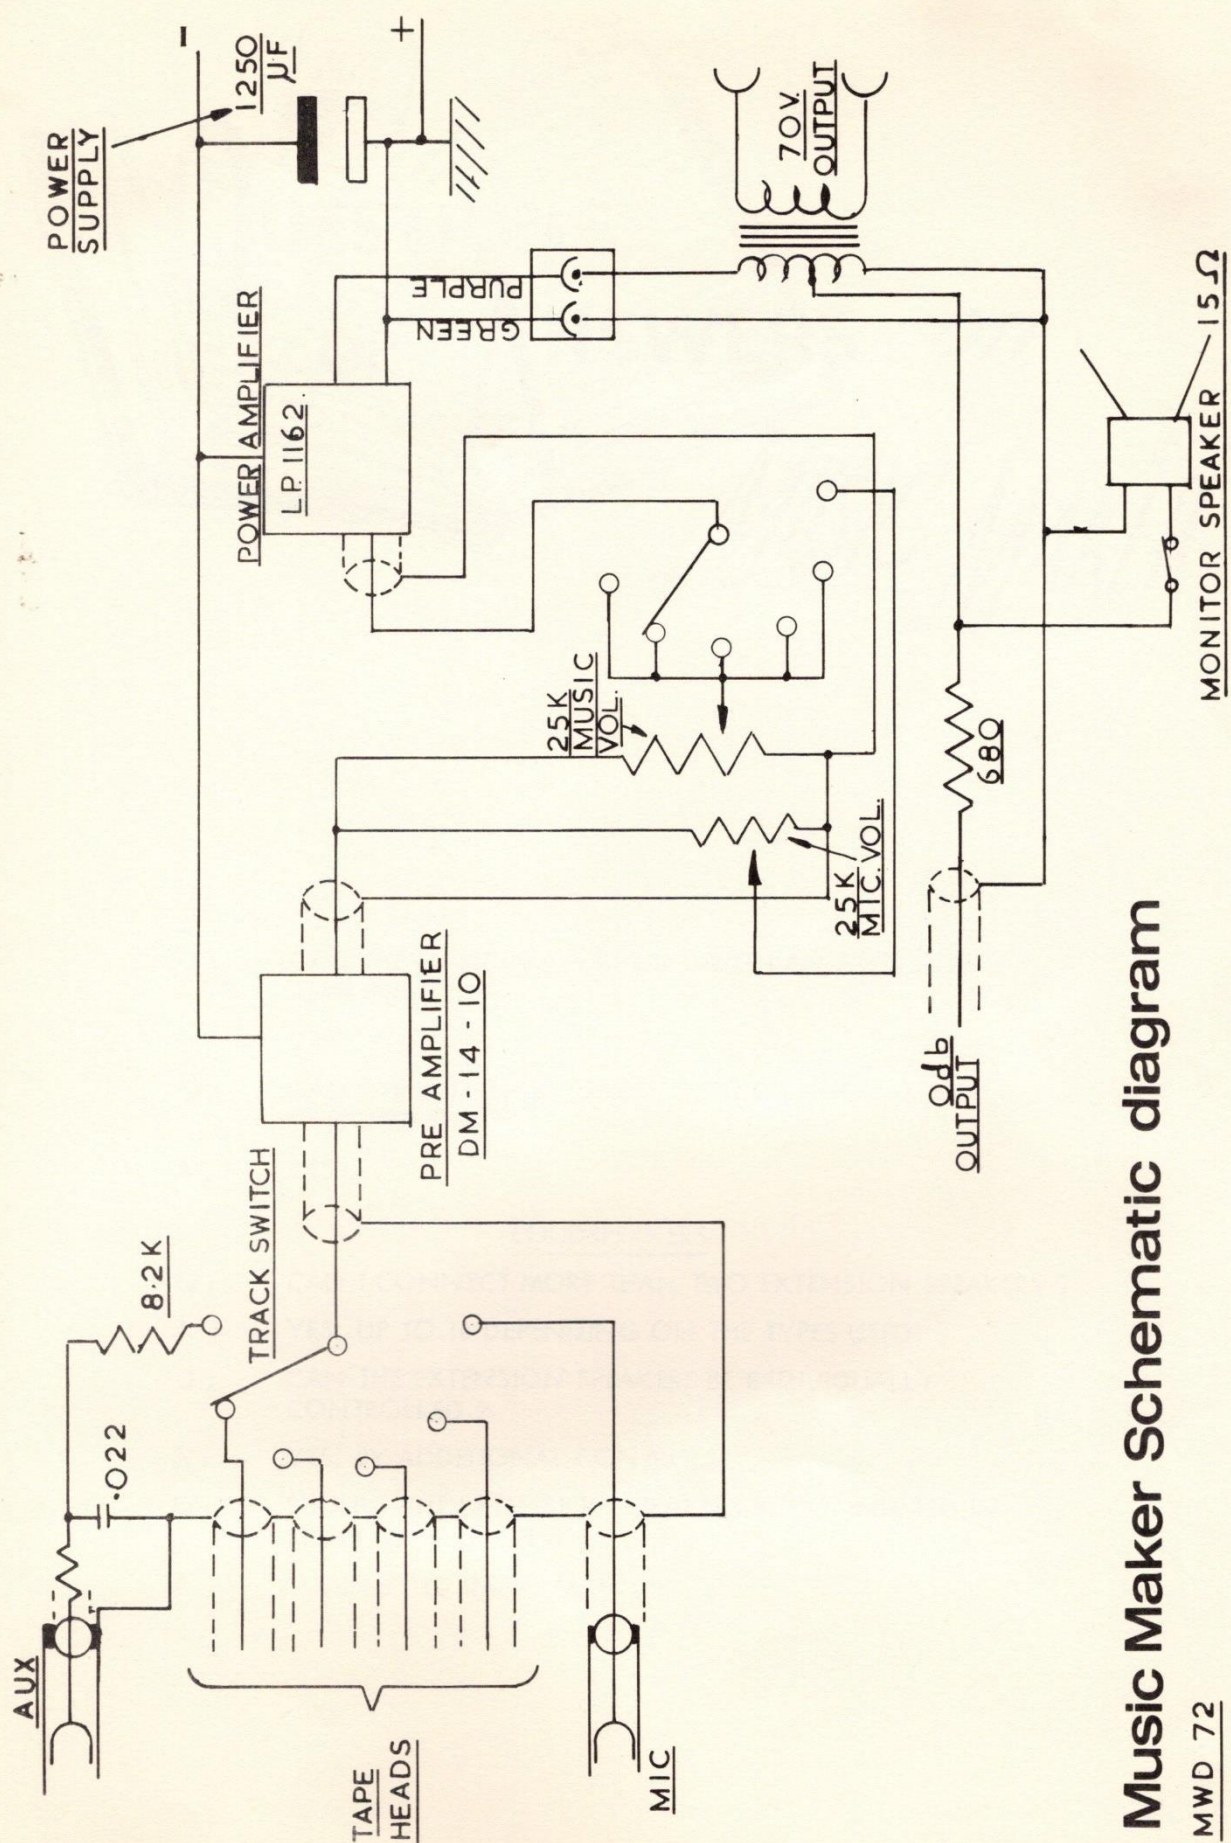 AUX
.022
8.2K
TAPE
HEADS
MIC
TRACK SWITCH
PRE AMPLIFIER
DM-14-10
POWER AMPLIFIER
L.P. 1162.
POWER
SUPPLY
1250
µF
-
+
PURPLE
GREEN
70V.
OUTPUT
25K
MUSIC
VOL.
25K
MIC. VOL.
680
0db
OUTPUT
MONITOR SPEAKER 15Ω
Music Maker Schematic diagram
MWD 72